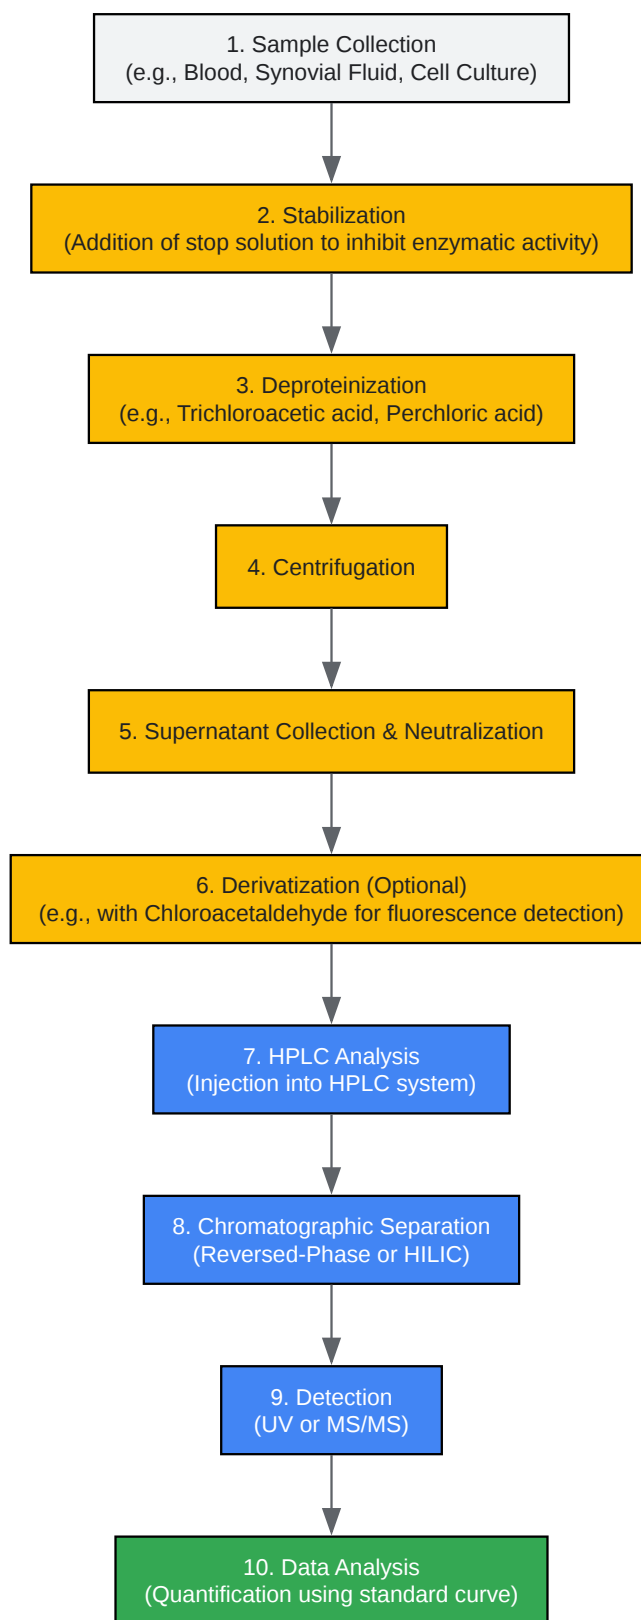 1. Sample Collection
(e.g., Blood, Synovial Fluid, Cell Culture)
2. Stabilization
(Addition of stop solution to inhibit enzymatic activity)
3. Deproteinization
(e.g., Trichloroacetic acid, Perchloric acid)
4. Centrifugation
5. Supernatant Collection & Neutralization
6. Derivatization (Optional)
(e.g., with Chloroacetaldehyde for fluorescence detection)
7. HPLC Analysis
(Injection into HPLC system)
8. Chromatographic Separation
(Reversed-Phase or HILIC)
9. Detection
(UV or MS/MS)
10. Data Analysis
(Quantification using standard curve)